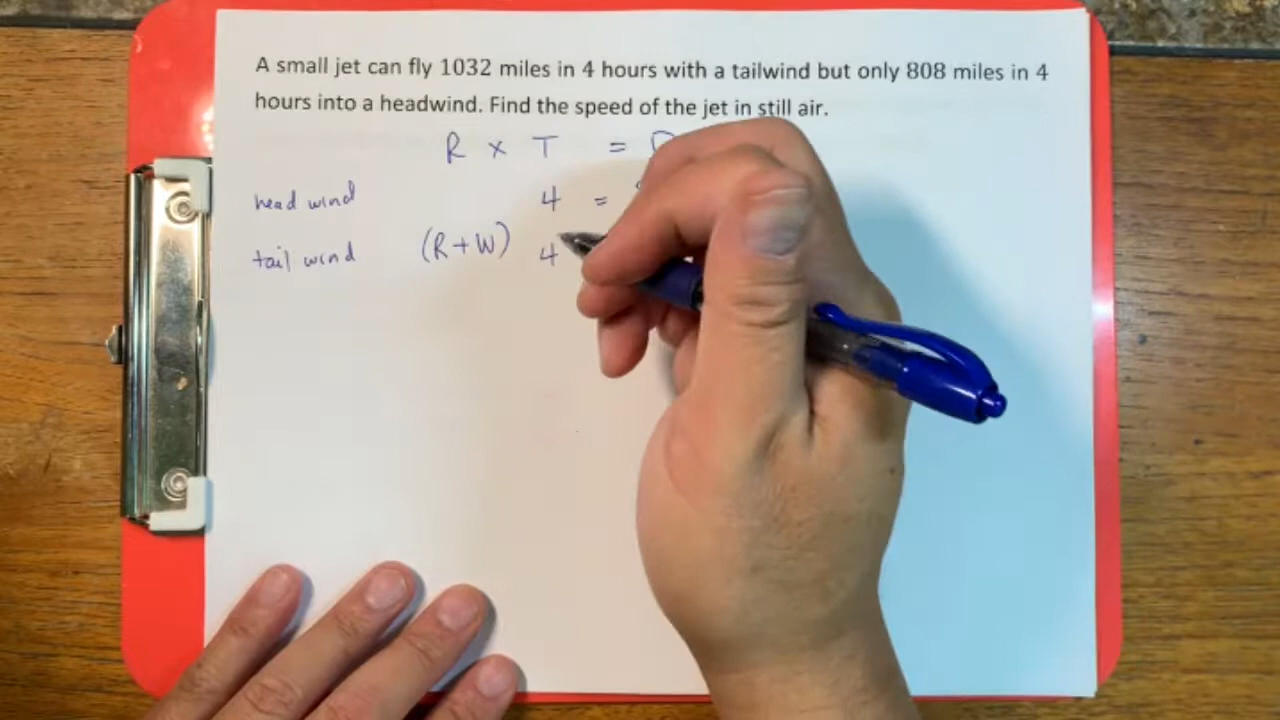 A small jet can fly 1032 miles in 4 hours with a tailwind but only 808 miles in 4
hours into a headwind. Find the speed of the jet in still air.
R × T =
head wind 4 =
tail wind (R+W) 4